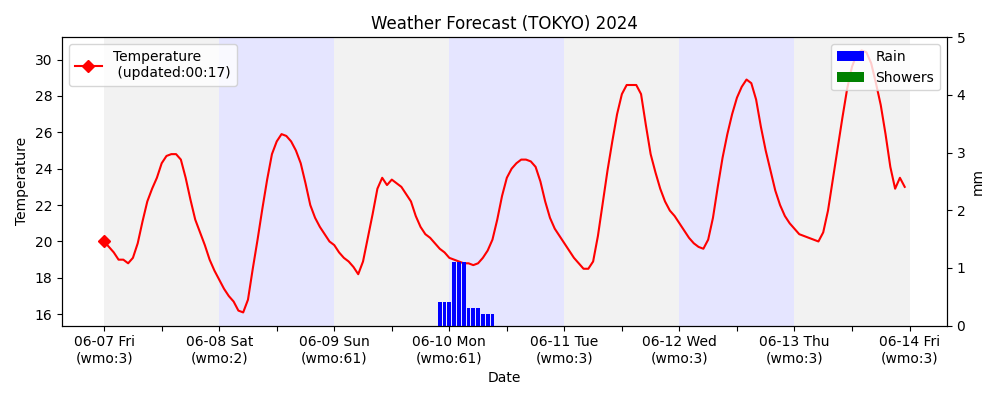 Weather Forecast (TOKYO) 2024
Temperature
(updated:00:17)
Rain
Showers
Temperature
30
28
26
24
22
20
18
16
5
4
3
2
1
0
mm
06-07 Fri
(wmo:3)
06-08 Sat
(wmo:2)
06-09 Sun
(wmo:61)
06-10 Mon
(wmo:61)
06-11 Tue
(wmo:3)
06-12 Wed
(wmo:3)
06-13 Thu
(wmo:3)
06-14 Fri
(wmo:3)
Date